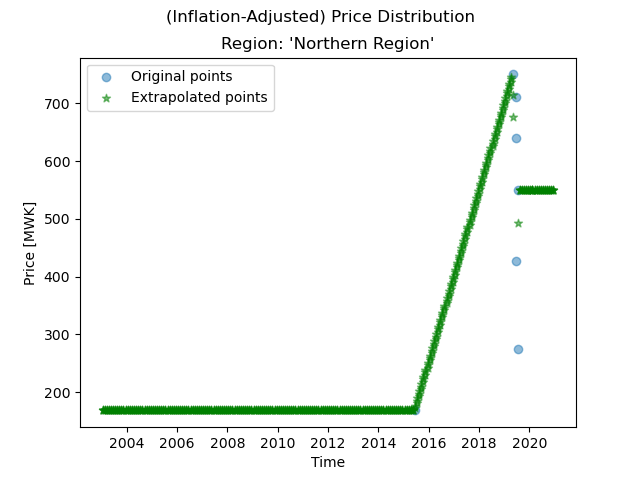 (Inflation-Adjusted) Price Distribution
Region: 'Northern Region'
Original points
Extrapolated points
Price [MWK]
700
600
500
400
300
200
2004 2006 2008 2010 2012 2014 2016 2018 2020
Time